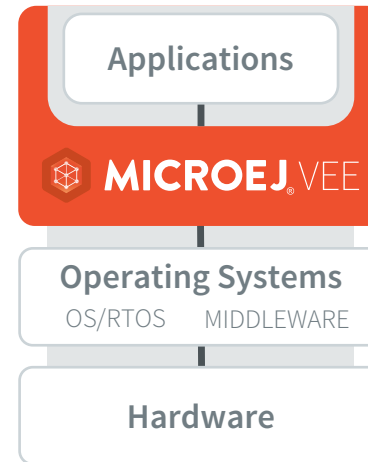 Applications
MICROEJ® VEE
Operating Systems
OS/RTOS MIDDLEWARE
Hardware